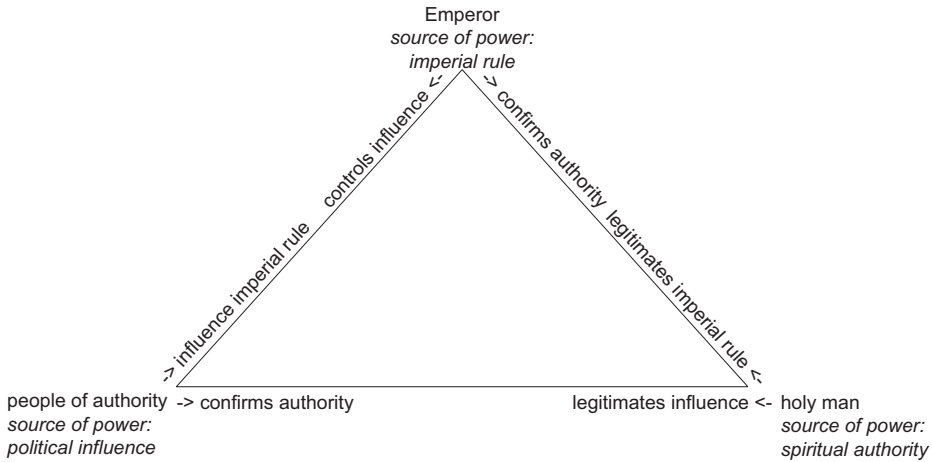 Emperor
source of power:
imperial rule
controls influence <-
-> influence imperial rule
-> confirms authority
legitimates imperial rule <-
people of authority -> confirms authority
legitimates influence <- holy man
source of power:
political influence
source of power:
spiritual authority